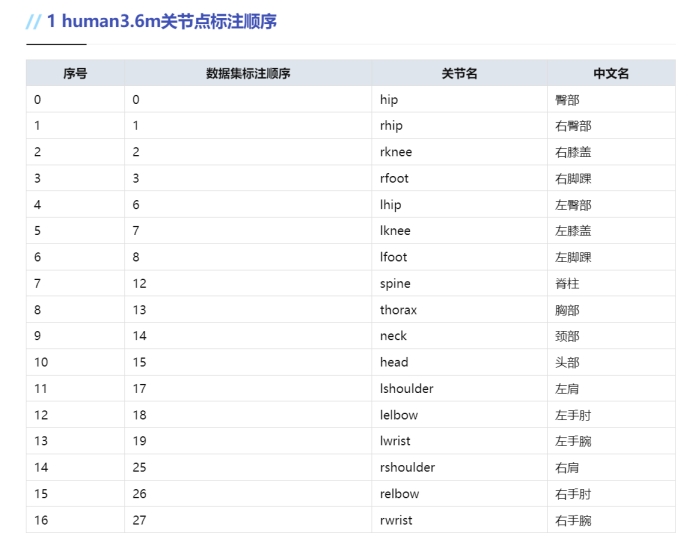 // 1 human3.6m关节点标注顺序
序号 数据集标注顺序 关节名 中文名
0 0 hip 臀部
1 1 rhip 右臀部
2 2 rknee 右膝盖
3 3 rfoot 右脚踝
4 6 lhip 左臀部
5 7 lknee 左膝盖
6 8 lfoot 左脚踝
7 12 spine 脊柱
8 13 thorax 胸部
9 14 neck 颈部
10 15 head 头部
11 17 lshoulder 左肩
12 18 lelbow 左手肘
13 19 lwrist 左手腕
14 25 rshoulder 右肩
15 26 relbow 右手肘
16 27 rwrist 右手腕